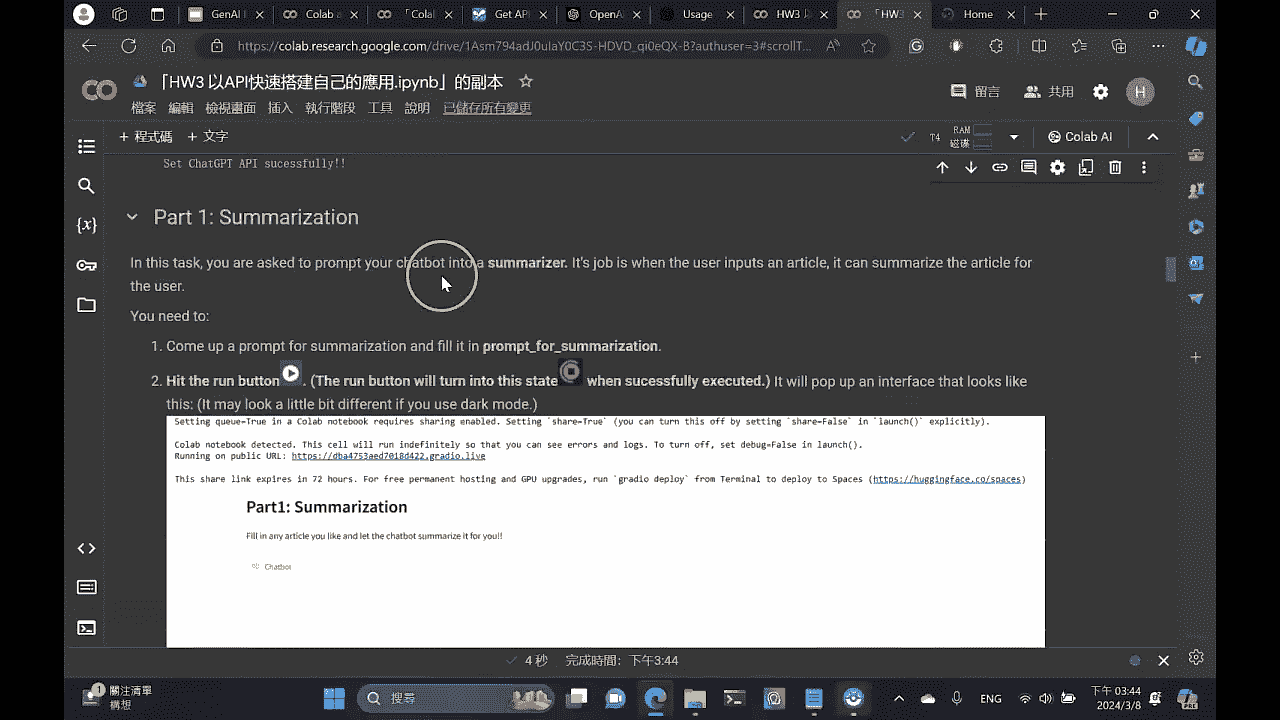 GenAI
Colab a
「Colab
Get API
OpenA
Usage
HW3
「HW3
Home
https://colab.research.google.com/drive/1Asm794adJ0ulaY0C3S-HDVD_qi0eQX-B?authuser=3#scrollT...
「HW3 以API快速搭建自己的應用.ipynb」的副本
檔案 編輯 檢視畫面 插入 執行階段 工具 說明 已儲存所有變更
留言 共用 H
+ 程式碼 + 文字
T4 RAM 磁碟 Colab AI
Set ChatGPT API sucessfully!!
Part 1: Summarization
In this task, you are asked to prompt your chatbot into a summarizer. It's job is when the user inputs an article, it can summarize the article for
the user.
You need to:
1. Come up a prompt for summarization and fill it in prompt_for_summarization.
2. Hit the run button . (The run button will turn into this state when sucessfully executed.) It will pop up an interface that looks like
this: (It may look a little bit different if you use dark mode.)
Setting queue=True in a Colab notebook requires sharing enabled. Setting `share=True` (you can turn this off by setting `share=False` in `launch()` explicitly).
Colab notebook detected. This cell will run indefinitely so that you can see errors and logs. To turn off, set debug=False in launch().
Running on public URL: https://dba4753aed7018d422.gradio.live
This share link expires in 72 hours. For free permanent hosting and GPU upgrades, run `gradio deploy` from Terminal to deploy to Spaces (https://huggingface.co/spaces)
Part1: Summarization
Fill in any article you like and let the chatbot summarize it for you!!
Chatbot
4 秒 完成時間：下午3:44
1
關注清單
構想
搜尋
ENG
下午 03:44
2024/3/8